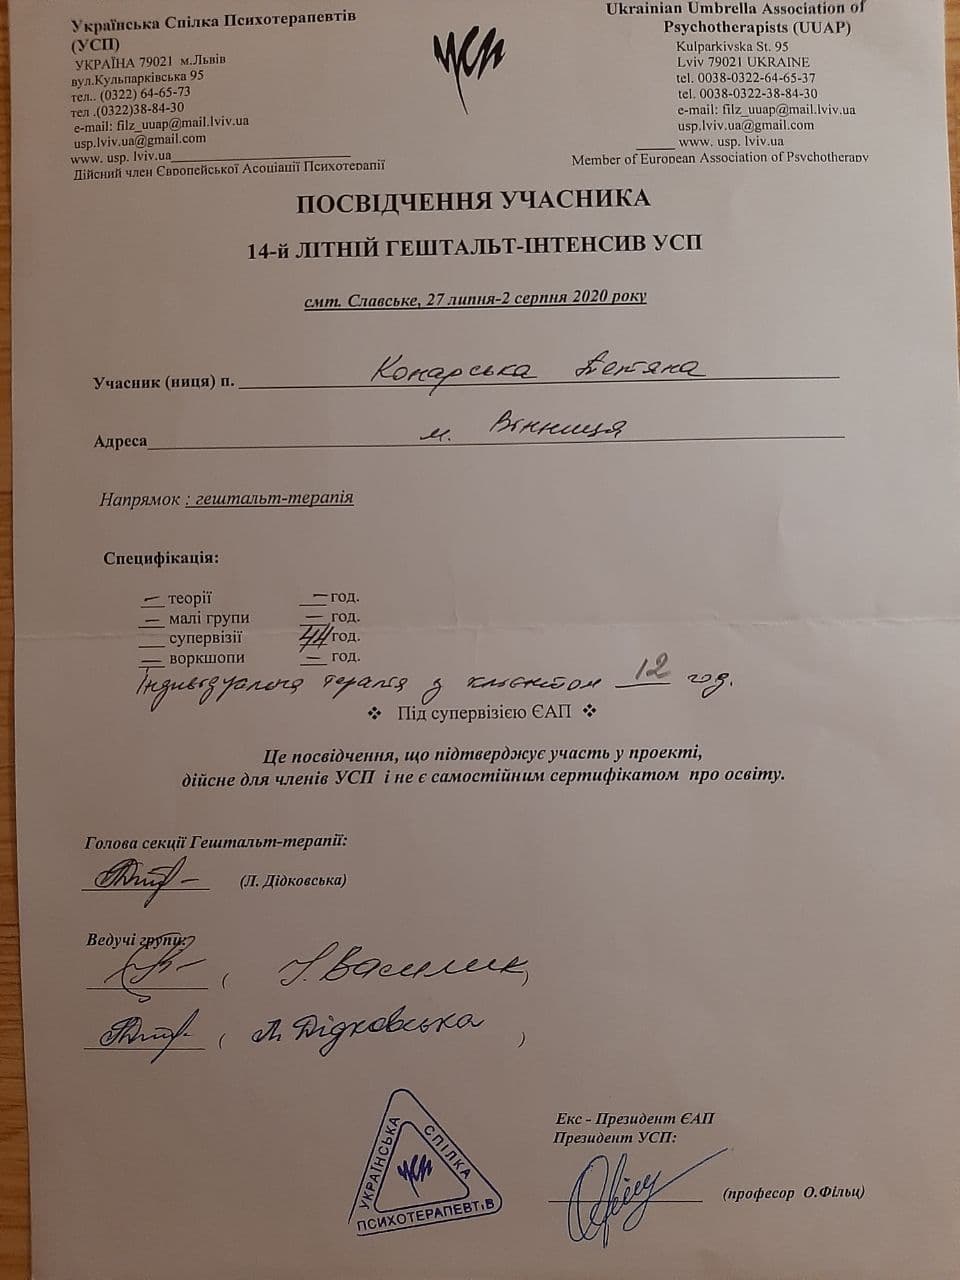 Українська Спілка Психотерапевтів
(УСП)
УКРАЇНА 79021 м.Львів
вул.Кульпарківська 95
тел.. (0322) 64-65-73
тел .(0322)38-84-30
e-mail: filz_uuap@mail.lviv.ua
usp.lviv.ua@gmail.com
www. usp. lviv.ua
Дійсний член Європейської Асоціації Психотерапії
усп
Ukrainian Umbrella Association of
Psychotherapists (UUAP)
Kulparkivska St. 95
Lviv 79021 UKRAINE
tel. 0038-0322-64-65-37
tel. 0038-0322-38-84-30
e-mail: filz_uuap@mail.lviv.ua
usp.lviv.ua@gmail.com
www. usp. lviv.ua
Member of European Association of Psychotherapy
ПОСВІДЧЕННЯ УЧАСНИКА
14-й ЛІТНІЙ ГЕШТАЛЬТ-ІНТЕНСИВ УСП
смт. Славське, 27 липня-2 серпня 2020 року
Учасник (ниця) п. Конарська Тетяна
Адреса м. Вінниця
Напрямок : гештальт-терапія
Специфікація:
— теорії — год.
— малі групи — год.
супервізії 44 год.
— воркшопи — год.
Індивідуальна терапія з клієнтом 12 год.
❖ Під супервізією ЄАП ❖
Це посвідчення, що підтверджує участь у проекті,
дійсне для членів УСП і не є самостійним сертифікатом про освіту.
Голова секції Гештальт-терапії:
(Л. Дідковська)
Ведучі групи:
( І. Василик )
( Л. Дідковська )
УКРАЇНСЬКА
СПІЛКА
усп
ПСИХОТЕРАПЕВТІВ
Екс - Президент ЄАП
Президент УСП:
(професор О.Фільц)